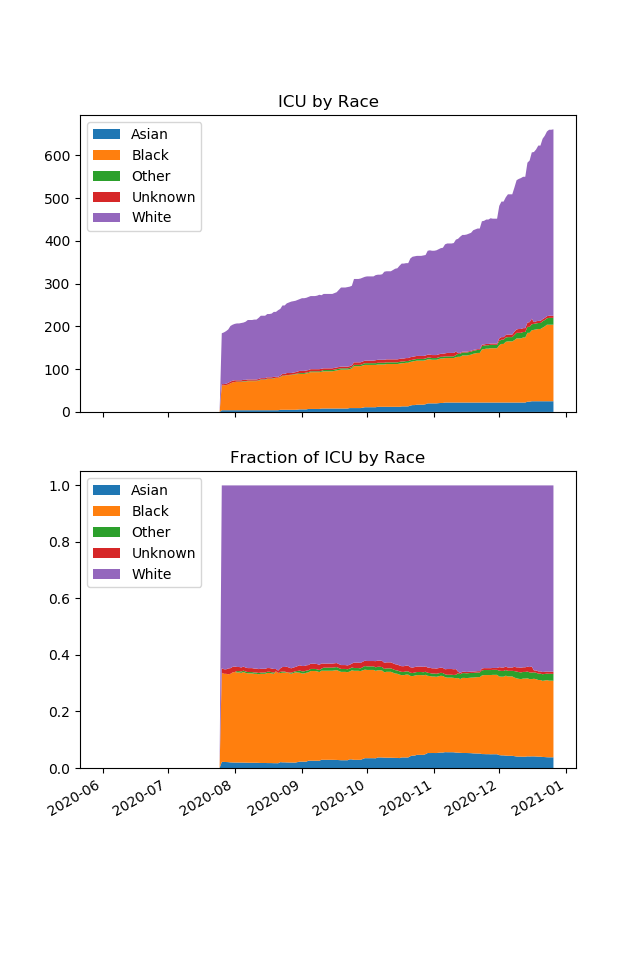 ICU by Race
Asian
Black
Other
Unknown
White
600
500
400
300
200
100
0
Fraction of ICU by Race
Asian
Black
Other
Unknown
White
1.0
0.8
0.6
0.4
0.2
0.0
2020-06 2020-07 2020-08 2020-09 2020-10 2020-11 2020-12 2021-01